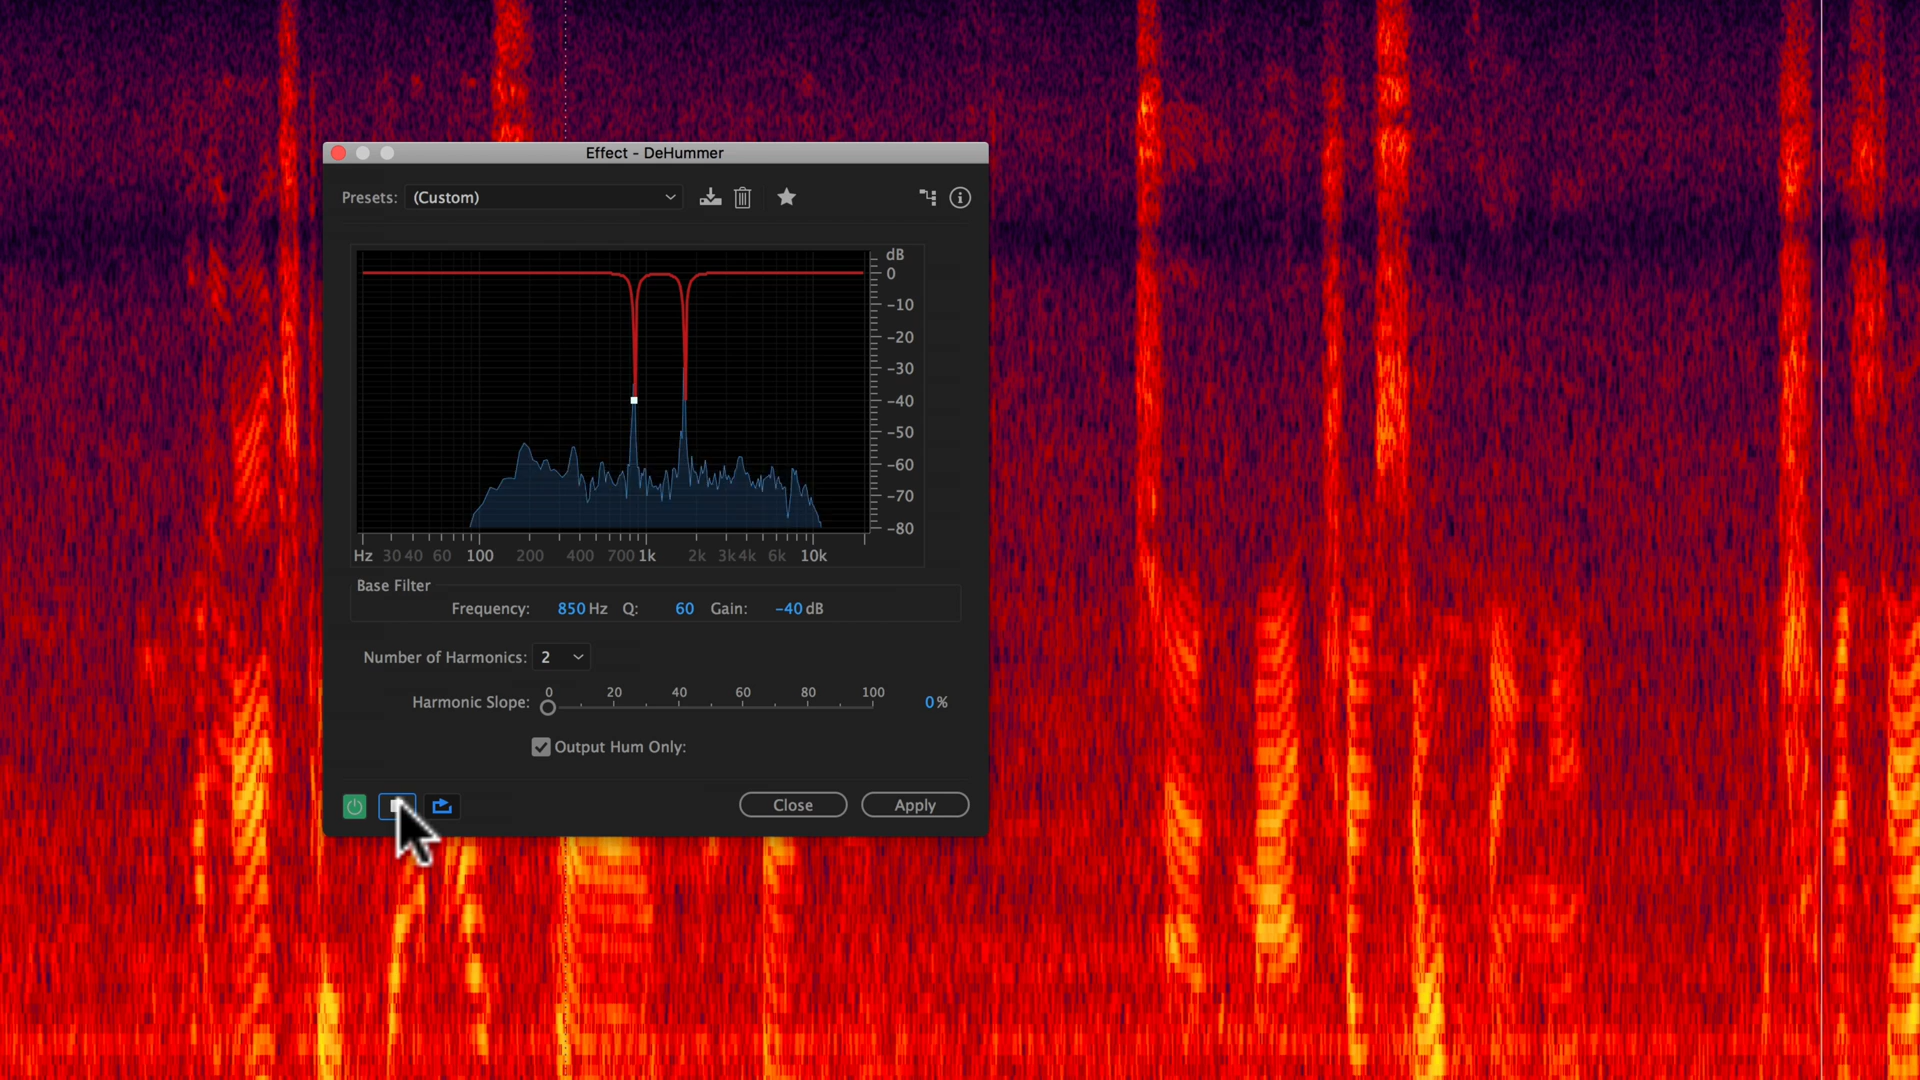 Effect - DeHummer
Presets: (Custom)
dB
0
-10
-20
-30
-40
-50
-60
-70
-80
Hz 30 40 60 100 200 400 700 1k 2k 3k 4k 6k 10k
Base Filter
Frequency: 850 Hz Q: 60 Gain: -40 dB
Number of Harmonics: 2
0 20 40 60 80 100
Harmonic Slope: 0 %
Output Hum Only:
Close Apply